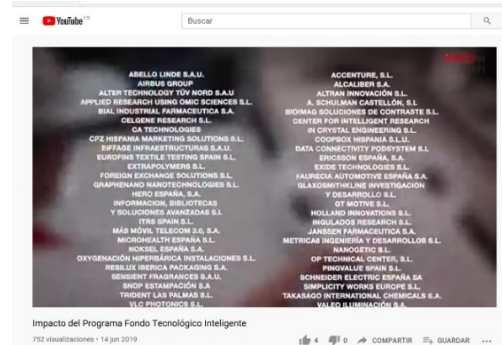 YouTube ES
Buscar
ABELLO LINDE S.A.U.
AIRBUS GROUP
ALTER TECHNOLOGY TÜV NORD S.A.U
APPLIED RESEARCH USING OMIC SCIENCES S.L.
BIAL INDUSTRIAL FARMACEUTICA S.A.
CELGENE RESEARCH S.L.
CA TECHNOLOGIES
CPZ HISPANIA MARKETING SOLUTIONS S.L.
EIFFAGE INFRAESTRUCTURAS S.A.U.
EUROFINS TEXTILE TESTING SPAIN S.L.
EXTRAPOLYMERS S.L.
FOREIGN EXCHANGE SOLUTIONS S.L.
GRAPHENANO NANOTECHNOLOGIES S.L.
HERO ESPAÑA, S.A.
INFORMACION, BIBLIOTECAS
Y SOLUCIONES AVANZADAS S.L.
ITRS SPAIN S.L.
MÁS MÓVIL TELECOM 3.0, S.A.
MICROHEALTH ESPAÑA S.L.
NOKSEL ESPAÑA S.A.
OXYGENACIÓN HIPERBÁRICA INSTALACIONES S.L.
RESILUX IBERICA PACKAGING S.A.
SENSIENT FRAGRANCES S.A.U.
SNOP ESTAMPACIÓN S.A
TRIDENT LAS PALMAS S.L.
VLC PHOTONICS S.L.
ACCENTURE, S.L.
ALCALIBER S.A.
ALTRAN INNOVACIÓN S.L.
A. SCHULMAN CASTELLÓN, S.L
BIOIMAG SOLUCIONES DE CONTRASTE S.L.
CENTER FOR INTELLIGENT RESEARCH
IN CRYSTAL ENGINEERING S.L.
COOPBOX HISPANIA S.L.U.
DATA CONNECTIVITY PODSYSTEM S.L
ERICSSON ESPAÑA, S.A.
EXIDE TECHNOLOGIES S.L.
FAURECIA AUTOMOTIVE ESPAÑA S.A.
GLAXOSMITHKLINE INVESTIGACION
Y DESARROLLO S.L.
GT MOTIVE S.L.
HOLLAND INNOVATIONS S.L.
INGULADOS RESEARCH S.L.
JANSSEN FARMACEUTICA S.A.
METRICA6 INGENIERÍA Y DESARROLLOS S.L.
NANOGETIC S.L.
OP TECHNICAL CENTER, S.L.
PINGVALUE SPAIN S.L.
SCHNEIDER ELECTRIC ESPAÑA SA
SIMPLICITY WORKS EUROPE S.L.
TAKASAGO INTERNATIONAL CHEMICALS S.A.
VALEO ILUMINACIÓN S.A.
Impacto del Programa Fondo Tecnológico Inteligente
752 visualizaciones • 14 jun 2019
4 0 COMPARTIR GUARDAR ...